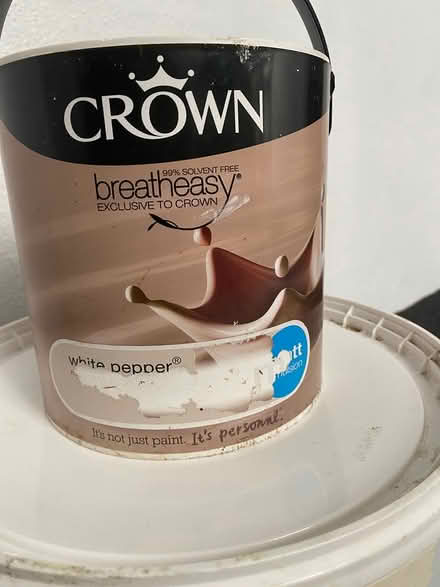 CROWN
99% SOLVENT FREE
breatheasy®
EXCLUSIVE TO CROWN
white pepper®
It's not just paint. It's personal.